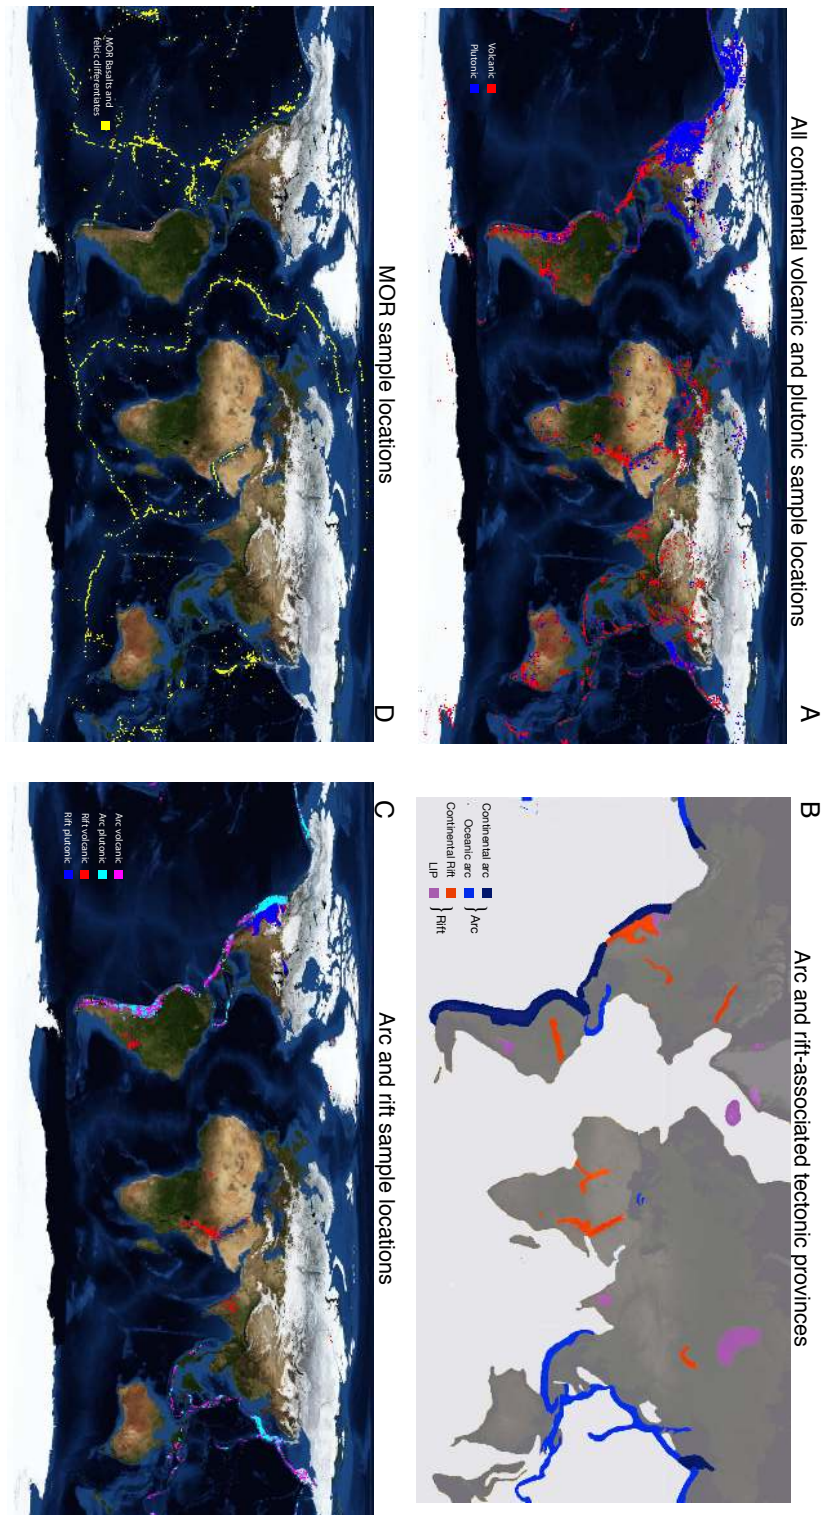 All continental volcanic and plutonic sample locations
A
Volcanic
Plutonic
B
Arc and rift-associated tectonic provinces
Continental arc
Oceanic arc
} Arc
Continental Rift
LIP
} Rift
C
Arc and rift sample locations
Arc volcanic
Arc plutonic
Rift volcanic
Rift plutonic
MOR sample locations
D
MOR Basalts and
felsic differentiates